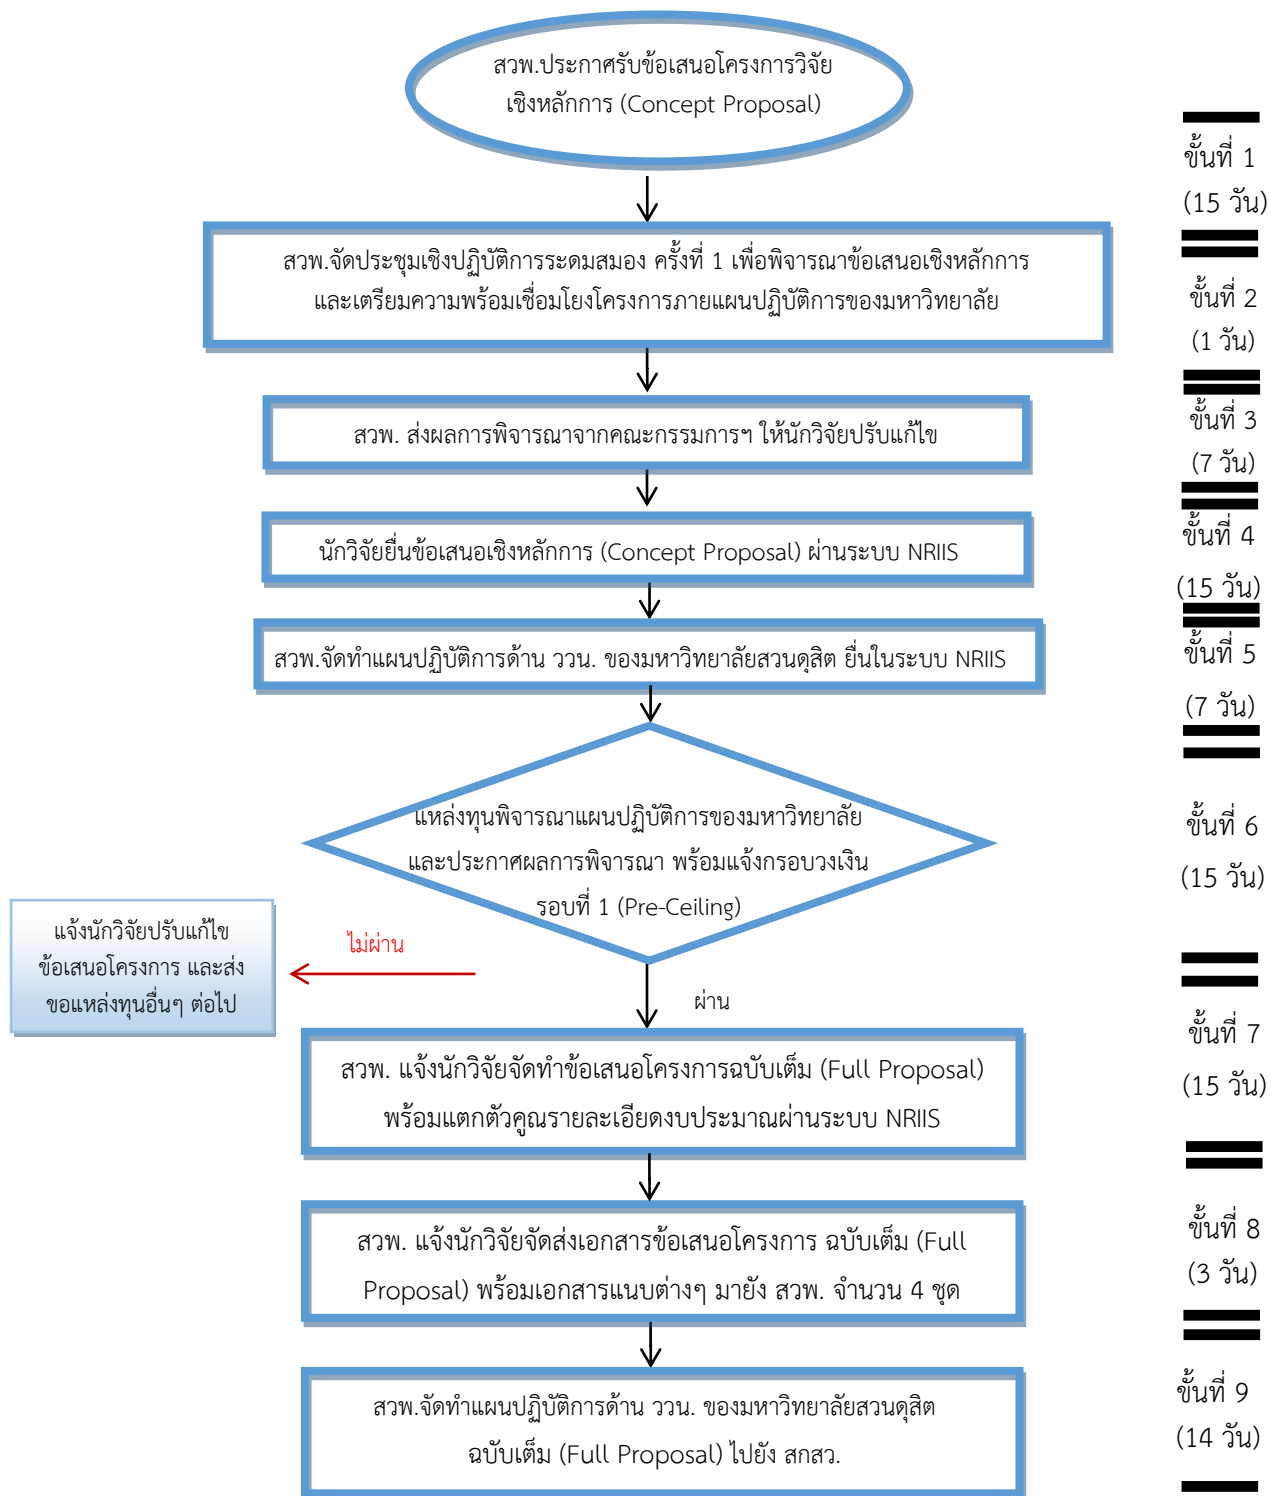 สวพ.ประกาศรับข้อเสนอโครงการวิจัย
เชิงหลักการ (Concept Proposal)
ขั้นที่ 1
(15 วัน)
สวพ.จัดประชุมเชิงปฏิบัติการระดมสมอง ครั้งที่ 1 เพื่อพิจารณาข้อเสนอเชิงหลักการ
และเตรียมความพร้อมเชื่อมโยงโครงการภายแผนปฏิบัติการของมหาวิทยาลัย
ขั้นที่ 2
(1 วัน)
สวพ. ส่งผลการพิจารณาจากคณะกรรมการฯ ให้นักวิจัยปรับแก้ไข
ขั้นที่ 3
(7 วัน)
นักวิจัยยื่นข้อเสนอเชิงหลักการ (Concept Proposal) ผ่านระบบ NRIIS
ขั้นที่ 4
(15 วัน)
สวพ.จัดทำแผนปฏิบัติการด้าน ววน. ของมหาวิทยาลัยสวนดุสิต ยื่นในระบบ NRIIS
ขั้นที่ 5
(7 วัน)
แหล่งทุนพิจารณาแผนปฏิบัติการของมหาวิทยาลัย
และประกาศผลการพิจารณา พร้อมแจ้งกรอบวงเงิน
รอบที่ 1 (Pre-Ceiling)
ขั้นที่ 6
(15 วัน)
ไม่ผ่าน
แจ้งนักวิจัยปรับแก้ไข
ข้อเสนอโครงการ และส่ง
ขอแหล่งทุนอื่นๆ ต่อไป
ผ่าน
สวพ. แจ้งนักวิจัยจัดทำข้อเสนอโครงการฉบับเต็ม (Full Proposal)
พร้อมแตกตัวคูณรายละเอียดงบประมาณผ่านระบบ NRIIS
ขั้นที่ 7
(15 วัน)
สวพ. แจ้งนักวิจัยจัดส่งเอกสารข้อเสนอโครงการ ฉบับเต็ม (Full
Proposal) พร้อมเอกสารแนบต่างๆ มายัง สวพ. จำนวน 4 ชุด
ขั้นที่ 8
(3 วัน)
สวพ.จัดทำแผนปฏิบัติการด้าน ววน. ของมหาวิทยาลัยสวนดุสิต
ฉบับเต็ม (Full Proposal) ไปยัง สกสว.
ขั้นที่ 9
(14 วัน)